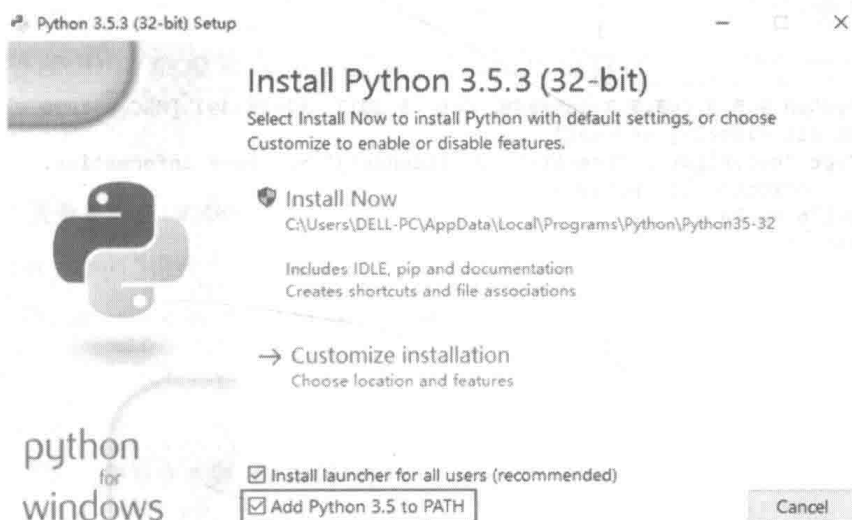 Python 3.5.3 (32-bit) Setup
Install Python 3.5.3 (32-bit)
Select Install Now to install Python with default settings, or choose
Customize to enable or disable features.
Install Now
C:\Users\DELL-PC\AppData\Local\Programs\Python\Python35-32
Includes IDLE, pip and documentation
Creates shortcuts and file associations
Customize installation
Choose location and features
python
for
windows
Install launcher for all users (recommended)
Add Python 3.5 to PATH
Cancel